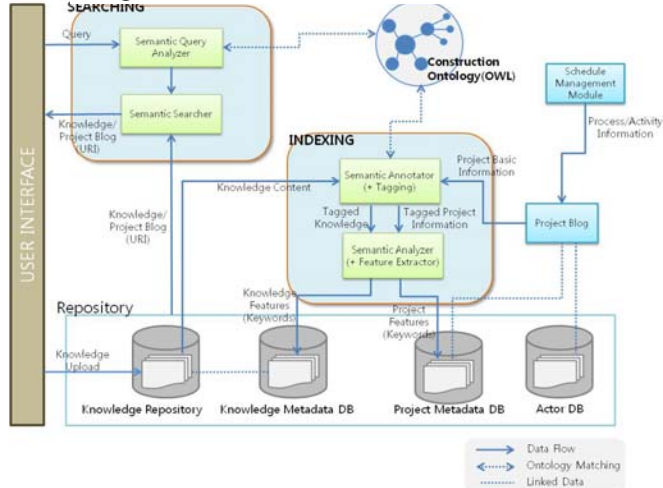 SEARCHING
Query
Semantic Query
Analyzer
Construction
Ontology(OWL)
Schedule
Management
Module
Semantic Searcher
Knowledge/
Project Blog
(URI)
Process/Activity
Information
INDEXING
Semantic Annotator
(+ Tagging)
Project Basic
Information
Knowledge Content
Knowledge/
Project Blog
(URI)
Tagged
Knowledge
Tagged Project
Information
Project Blog
Semantic Analyzer
(+ Feature Extractor)
USER INTERFACE
Knowledge
Features
(Keywords)
Project
Features
(Keywords)
Repository
Knowledge
Upload
Knowledge Repository
Knowledge Metadata DB
Project Metadata DB
Actor DB
Data Flow
Ontology Matching
Linked Data